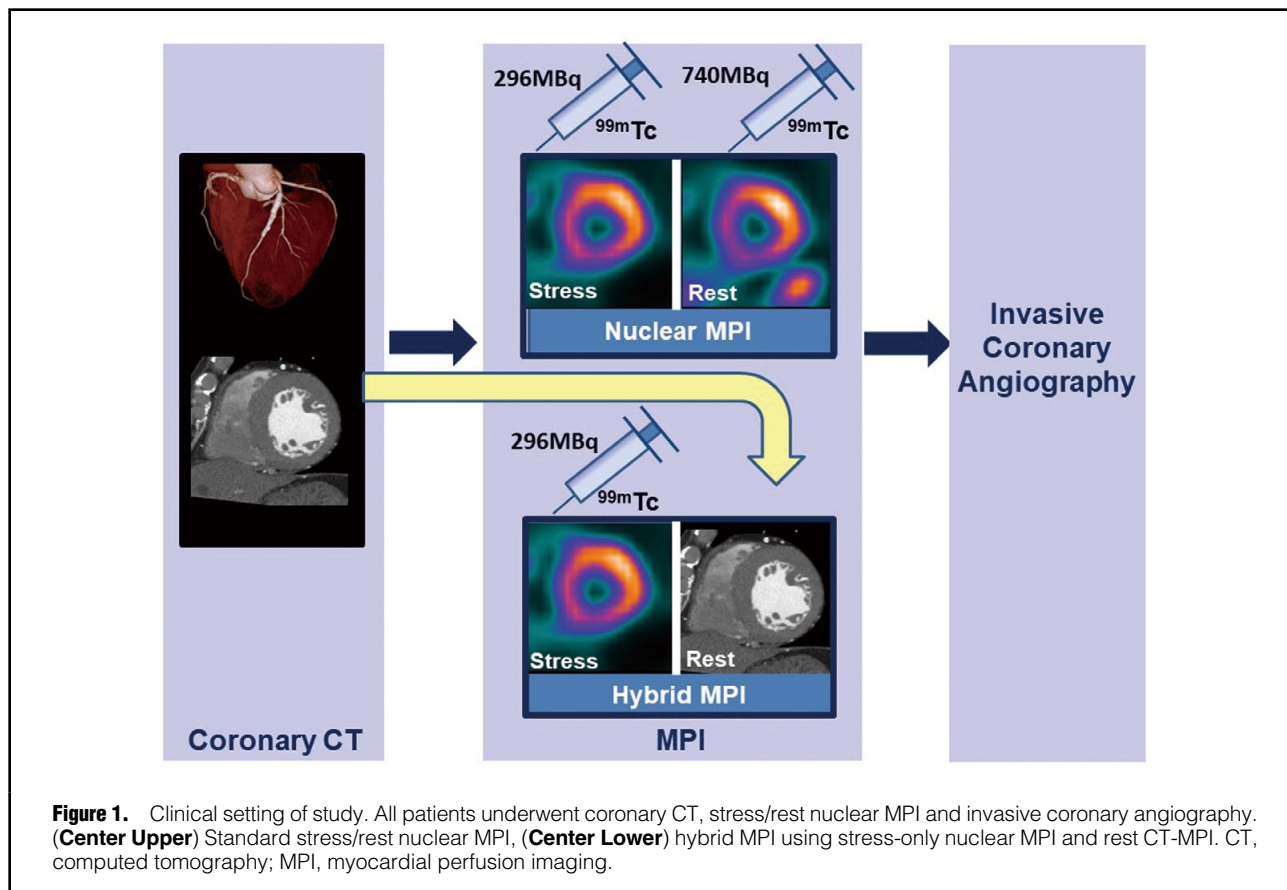 296MBq
99mTc
740MBq
99mTc
Stress
Rest
Nuclear MPI
296MBq
99mTc
Stress
Rest
Hybrid MPI
Coronary CT
MPI
Invasive
Coronary
Angiography
Figure 1. Clinical setting of study. All patients underwent coronary CT, stress/rest nuclear MPI and invasive coronary angiography.
(Center Upper) Standard stress/rest nuclear MPI, (Center Lower) hybrid MPI using stress-only nuclear MPI and rest CT-MPI. CT,
computed tomography; MPI, myocardial perfusion imaging.